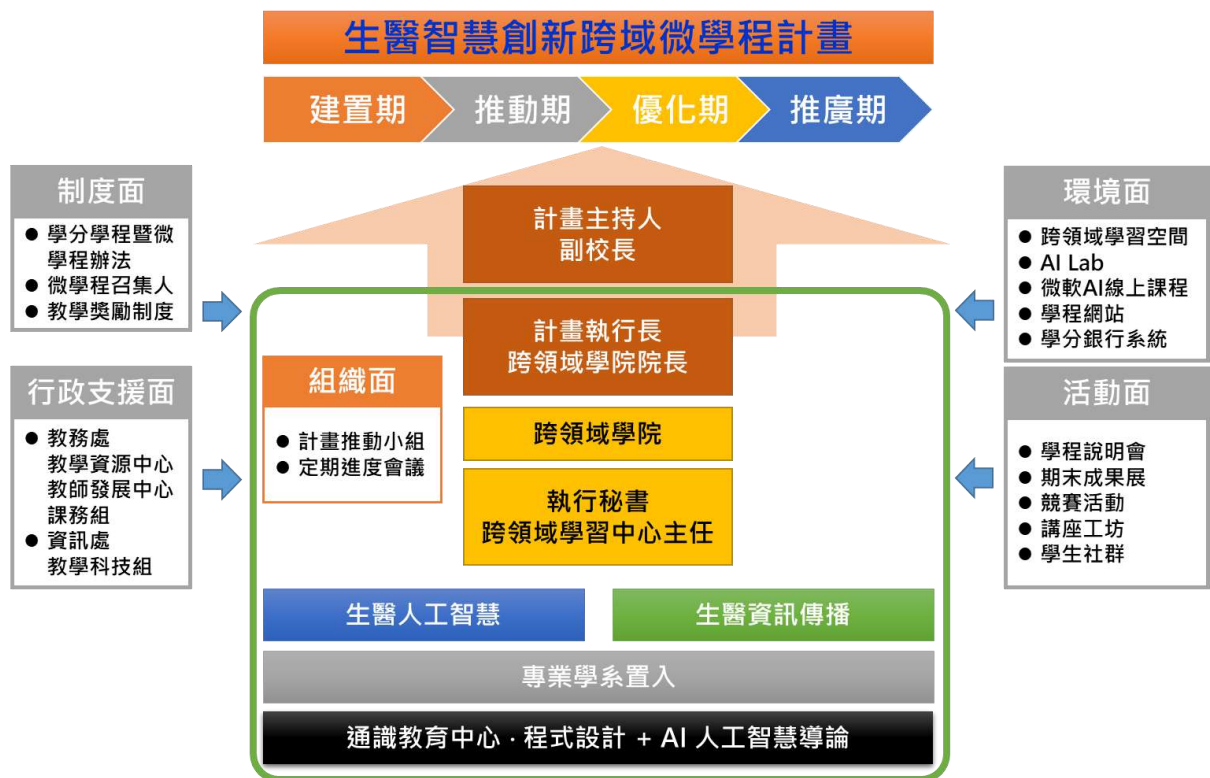 生醫智慧創新跨域微學程計畫
建置期
推動期
優化期
推廣期
制度面
● 學分學程暨微
學程辦法
● 微學程召集人
● 教學獎勵制度
行政支援面
● 教務處
教學資源中心
教師發展中心
課務組
● 資訊處
教學科技組
計畫主持人
副校長
計畫執行長
跨領域學院院長
組織面
● 計畫推動小組
● 定期進度會議
跨領域學院
執行秘書
跨領域學習中心主任
生醫人工智慧
生醫資訊傳播
專業學系置入
通識教育中心 · 程式設計 + AI 人工智慧導論
環境面
● 跨領域學習空間
● AI Lab
● 微軟AI線上課程
● 學程網站
● 學分銀行系統
活動面
● 學程說明會
● 期末成果展
● 競賽活動
● 講座工坊
● 學生社群